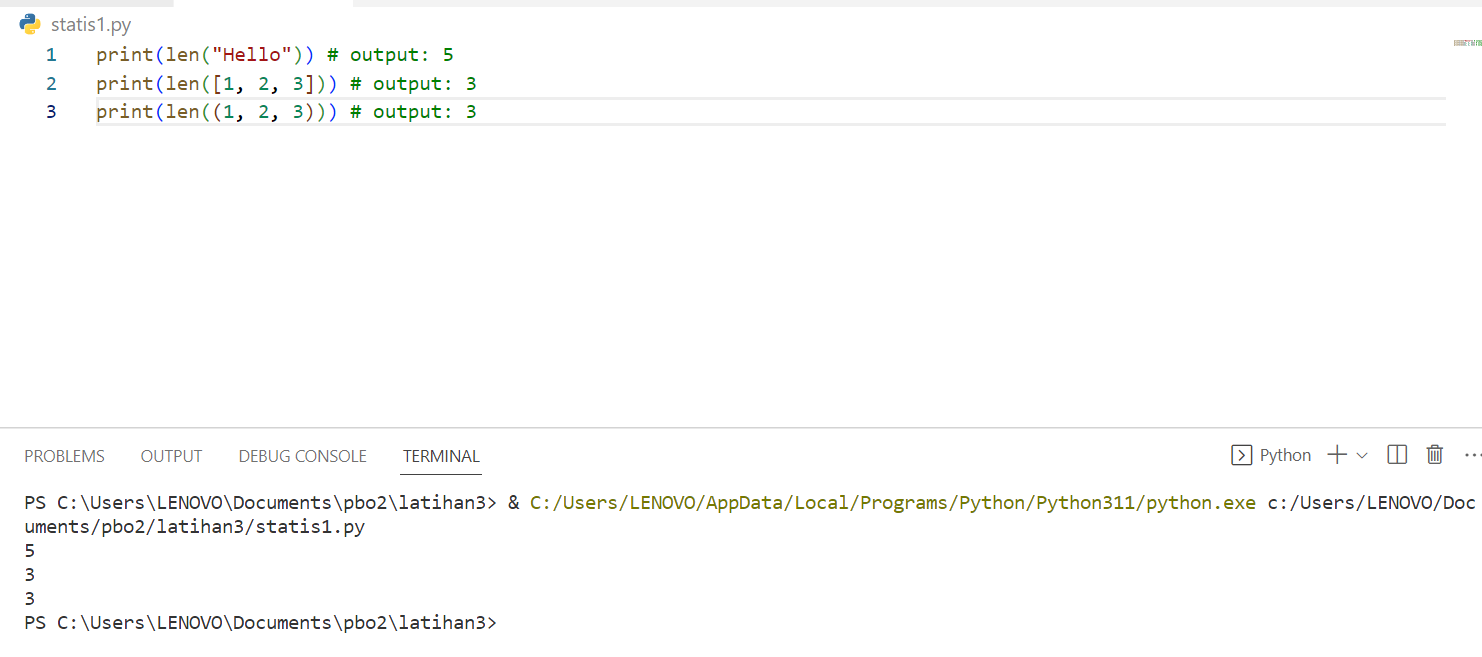 statis1.py
1 print(len("Hello")) # output: 5
2 print(len([1, 2, 3])) # output: 3
3 print(len((1, 2, 3))) # output: 3
PROBLEMS OUTPUT DEBUG CONSOLE TERMINAL Python
PS C:\Users\LENOVO\Documents\pbo2\latihan3> & C:/Users/LENOVO/AppData/Local/Programs/Python/Python311/python.exe c:/Users/LENOVO/Doc
uments/pbo2/latihan3/statis1.py
5
3
3
PS C:\Users\LENOVO\Documents\pbo2\latihan3>